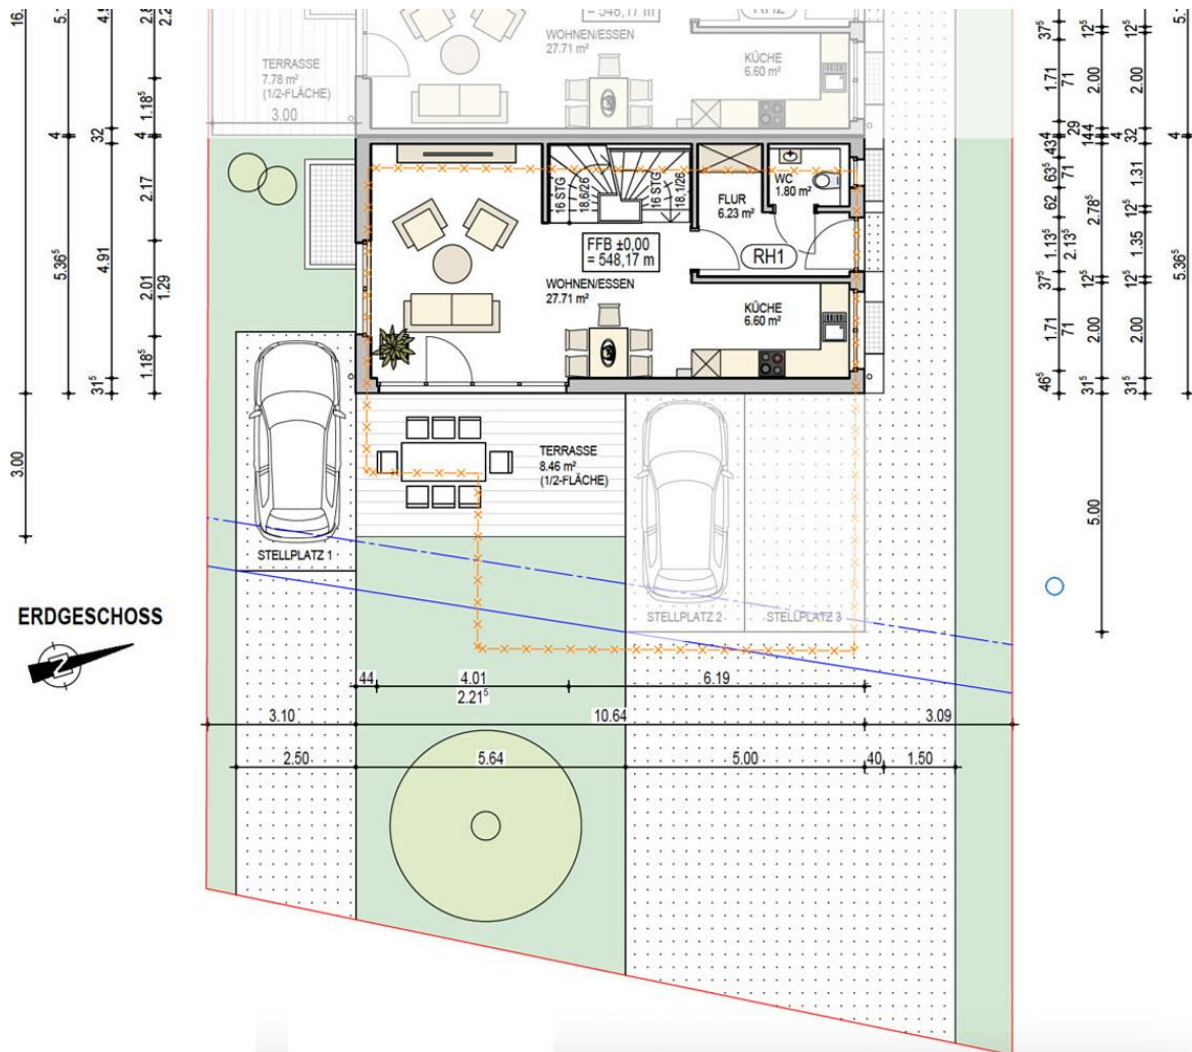 = 548,17 m
RH2
WOHNEN/ESSEN
27.71 m²
KÜCHE
6.60 m²
TERRASSE
7.78 m²
(1/2-FLÄCHE)
3.00
16 STG
18,6/26
16 STG
18,1/26
WC
1.80 m²
FLUR
6.23 m²
FFB ±0,00
= 548,17 m
RH1
WOHNEN/ESSEN
27.71 m²
KÜCHE
6.60 m²
TERRASSE
8.46 m²
(1/2-FLÄCHE)
STELLPLATZ 1
STELLPLATZ 2
STELLPLATZ 3
ERDGESCHOSS
N
44
4.01
2.21⁵
6.19
3.10
10.64
3.09
2.50
5.64
5.00
40
1.50
3.00
4
5.36⁵
32
4.91
31⁵
1.18⁵
4
2.17
2.01
1.29
1.18⁵
37⁵
1.71
71
29
43⁴
63⁵
71
62
1.13⁵
2.13⁵
37⁵
1.71
71
46⁵
12⁵
2.00
14⁴
2.78⁵
12⁵
2.00
31⁵
5.00
12⁵
2.00
4
32
1.31
12⁵
1.35
12⁵
2.00
31⁵
4
5.36⁵